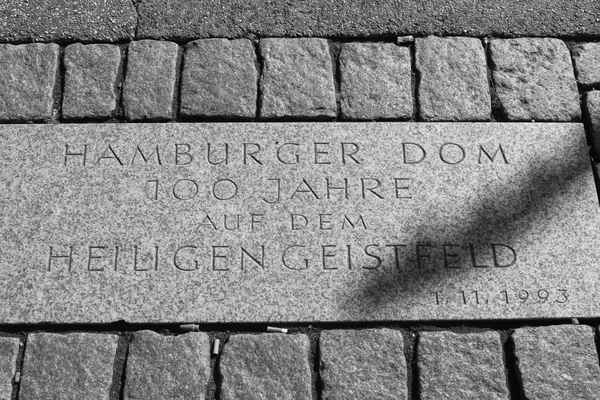 HAMBURGER DOM
100 JAHRE
AUF DEM
HEILIGENGEISTFELD
1. 11. 1993